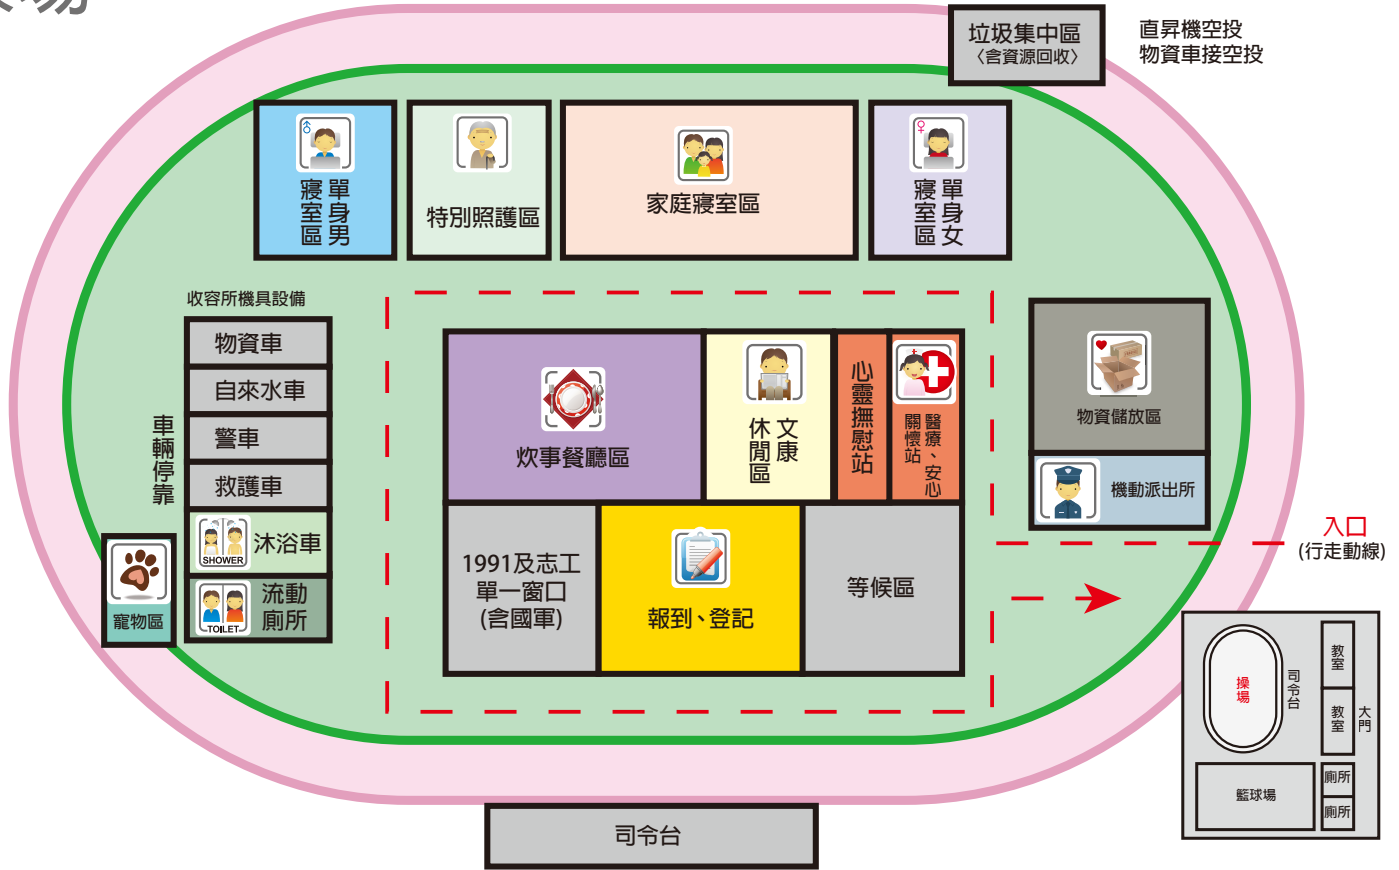 場
垃圾集中區
〈含資源回收〉
直昇機空投
物資車接空投
單身男
寢室區
特別照護區
家庭寢室區
單身女
寢室區
收容所機具設備
物資車
自來水車
警車
救護車
SHOWER
沐浴車
TOILET
流動
廁所
車輛停靠
寵物區
炊事餐廳區
文康
休閒區
心靈撫慰站
醫療、安心
關懷站
1991及志工
單一窗口
(含國軍)
報到、登記
等候區
物資儲放區
機動派出所
入口
(行走動線)
操場
司令台
教室
教室
大門
籃球場
廁所
廁所
司令台